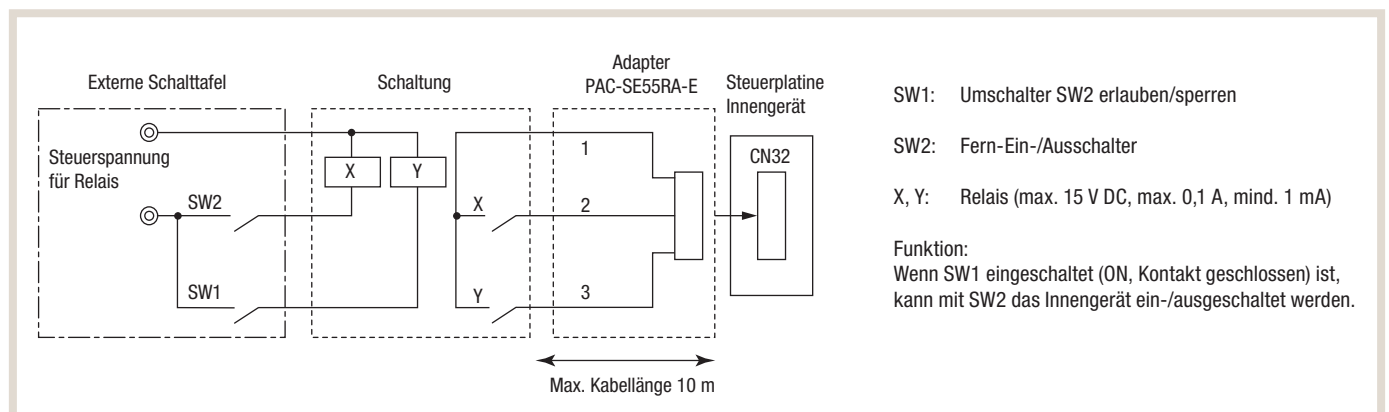 Externe Schalttafel
Schaltung
Adapter
PAC-SE55RA-E
Steuerplatine
Innengerät
Steuerspannung
für Relais
SW2
SW1
X
Y
X
Y
1
2
3
CN32
Max. Kabellänge 10 m
SW1: Umschalter SW2 erlauben/sperren
SW2: Fern-Ein-/Ausschalter
X, Y: Relais (max. 15 V DC, max. 0,1 A, mind. 1 mA)
Funktion:
Wenn SW1 eingeschaltet (ON, Kontakt geschlossen) ist,
kann mit SW2 das Innengerät ein-/ausgeschaltet werden.